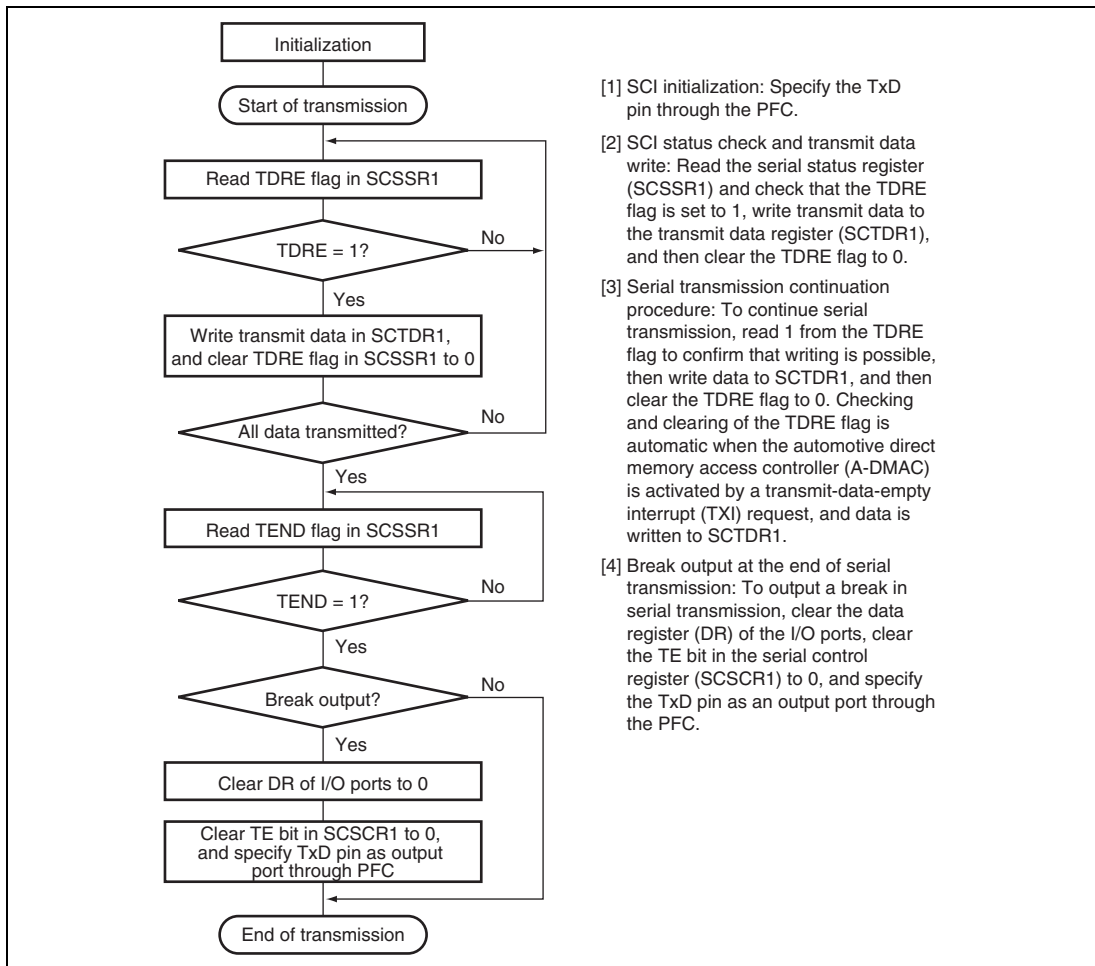 Initialization
Start of transmission
Read TDRE flag in SCSSR1
TDRE = 1?
No
Yes
Write transmit data in SCTDR1,
and clear TDRE flag in SCSSR1 to 0
All data transmitted?
No
Yes
Read TEND flag in SCSSR1
TEND = 1?
No
Yes
Break output?
No
Yes
Clear DR of I/O ports to 0
Clear TE bit in SCSCR1 to 0,
and specify TxD pin as output
port through PFC
End of transmission
[1] SCI initialization: Specify the TxD
pin through the PFC.
[2] SCI status check and transmit data
write: Read the serial status register
(SCSSR1) and check that the TDRE
flag is set to 1, write transmit data to
the transmit data register (SCTDR1),
and then clear the TDRE flag to 0.
[3] Serial transmission continuation
procedure: To continue serial
transmission, read 1 from the TDRE
flag to confirm that writing is possible,
then write data to SCTDR1, and then
clear the TDRE flag to 0. Checking
and clearing of the TDRE flag is
automatic when the automotive direct
memory access controller (A-DMAC)
is activated by a transmit-data-empty
interrupt (TXI) request, and data is
written to SCTDR1.
[4] Break output at the end of serial
transmission: To output a break in
serial transmission, clear the data
register (DR) of the I/O ports, clear
the TE bit in the serial control
register (SCSCR1) to 0, and specify
the TxD pin as an output port through
the PFC.